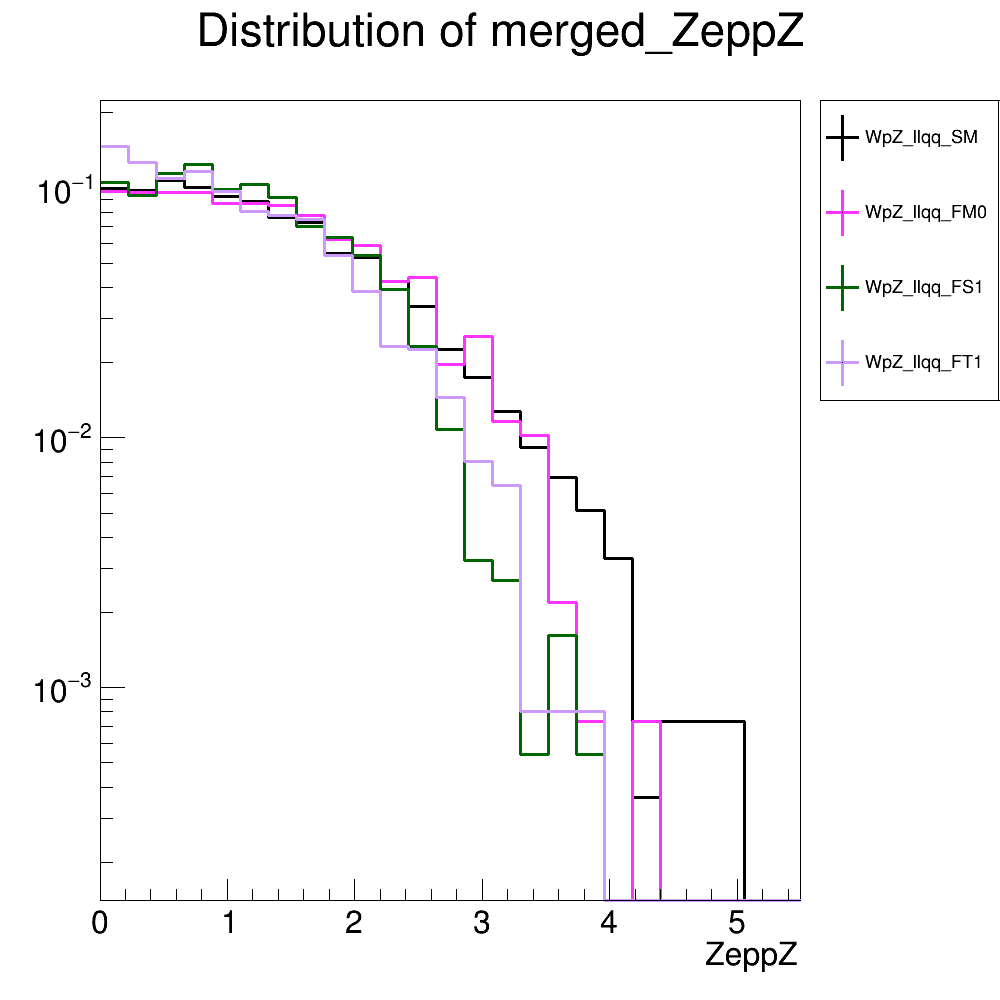 Distribution of merged_ZeppZ
WpZ_llqq_SM
WpZ_llqq_FM0
WpZ_llqq_FS1
WpZ_llqq_FT1
10−1
10−2
10−3
0 1 2 3 4 5
ZeppZ